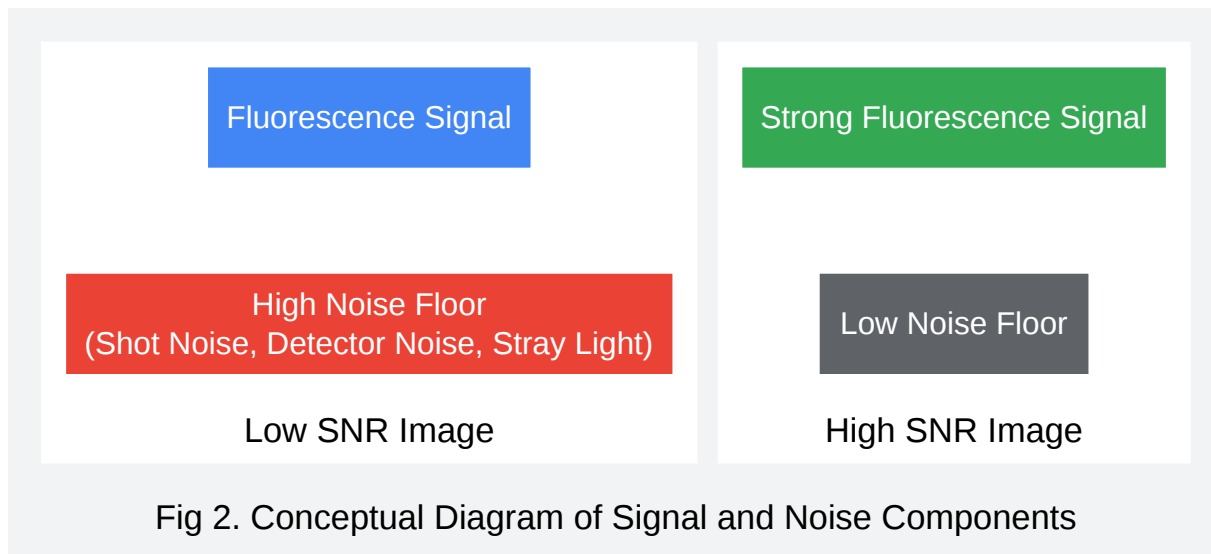 Fluorescence Signal
High Noise Floor
(Shot Noise, Detector Noise, Stray Light)
Low SNR Image
Strong Fluorescence Signal
Low Noise Floor
High SNR Image
Fig 2. Conceptual Diagram of Signal and Noise Components